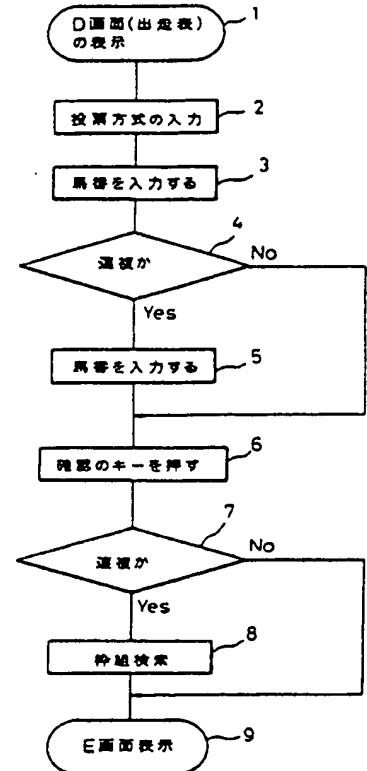 D画面(出走表)
の表示
1
投票方式の入力
2
馬番を入力する
3
連複か
4
No
Yes
馬番を入力する
5
確認のキーを押す
6
連複か
7
No
Yes
枠組検索
8
E画面表示
9